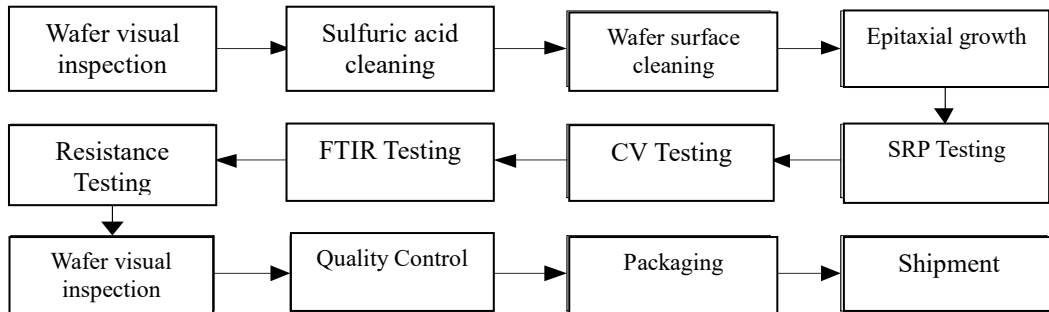 Wafer visual
inspection
Sulfuric acid
cleaning
Wafer surface
cleaning
Epitaxial growth
Resistance
Testing
FTIR Testing
CV Testing
SRP Testing
Wafer visual
inspection
Quality Control
Packaging
Shipment